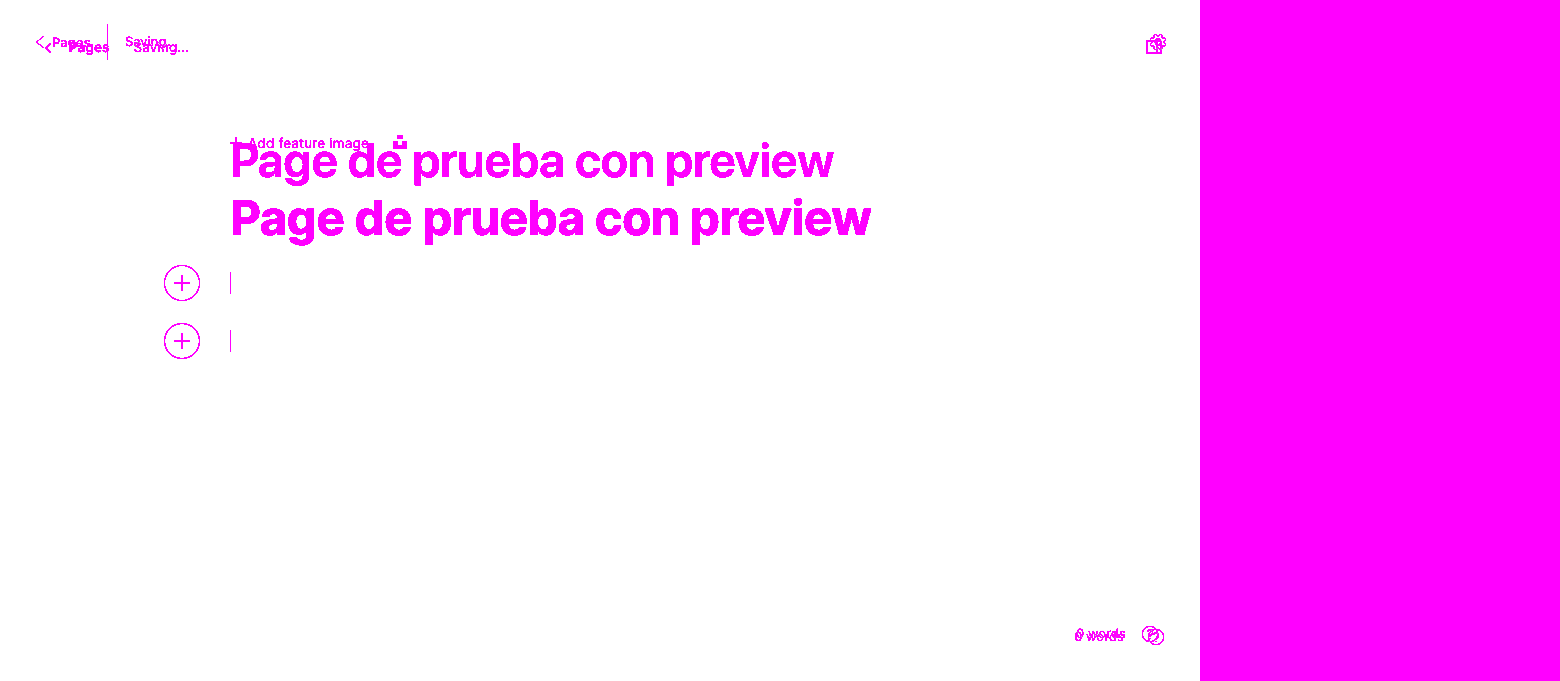 Pages Saving...
Pages Saving...
Add feature image
Page de prueba con preview
Page de prueba con preview
0 words
0 words